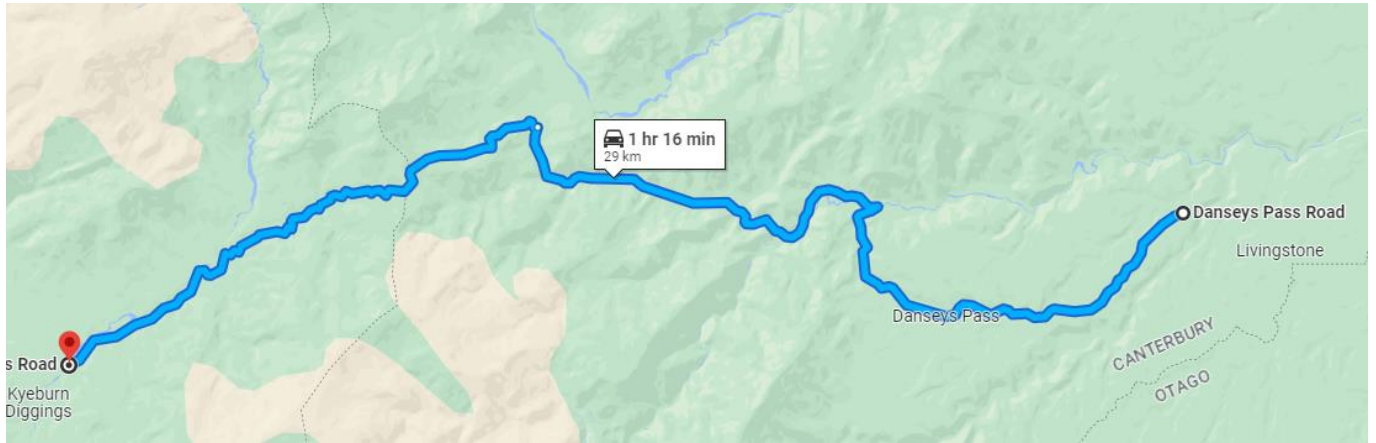 1 hr 16 min
29 km
Danseys Pass Road
Livingstone
Danseys Pass
CANTERBURY
OTAGO
s Road
Kyeburn
Diggings